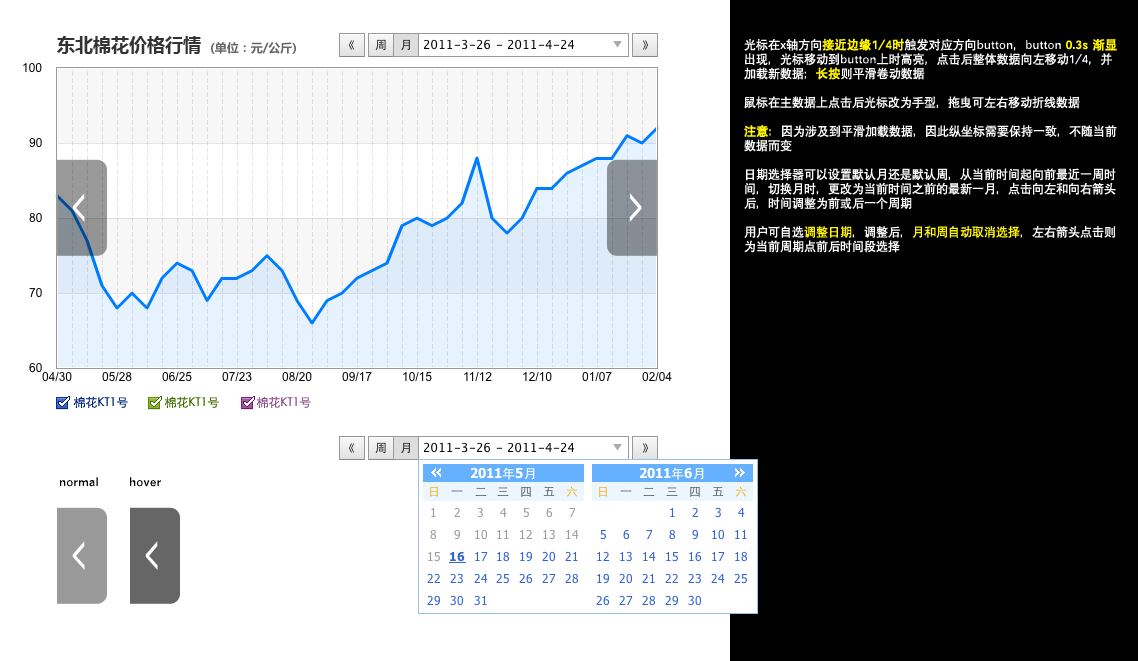 东北棉花价格行情 (单位：元/公斤)
《 周 月 2011-3-26 - 2011-4-24 》
100
90
80
70
60
04/30 05/28 06/25 07/23 08/20 09/17 10/15 11/12 12/10 01/07 02/04
棉花KT1号 棉花KT1号 棉花KT1号
《 周 月 2011-3-26 - 2011-4-24 》
normal hover
2011年5月
日 一 二 三 四 五 六
1 2 3 4 5 6 7
8 9 10 11 12 13 14
15 16 17 18 19 20 21
22 23 24 25 26 27 28
29 30 31
2011年6月
日 一 二 三 四 五 六
1 2 3 4
5 6 7 8 9 10 11
12 13 14 15 16 17 18
19 20 21 22 23 24 25
26 27 28 29 30
光标在x轴方向接近边缘1/4时触发对应方向button，button 0.3s 渐显
出现，光标移动到button上时高亮，点击后整体数据向左移动1/4，并
加载新数据；长按则平滑卷动数据
鼠标在主数据上点击后光标改为手型，拖曳可左右移动折线数据
注意：因为涉及到平滑加载数据，因此纵坐标需要保持一致，不随当前
数据而变
日期选择器可以设置默认月还是默认周，从当前时间起向前最近一周时
间，切换月时，更改为当前时间之前的最新一月，点击向左和向右箭头
后，时间调整为前或后一个周期
用户可自选调整日期，调整后，月和周自动取消选择，左右箭头点击则
为当前周期点前后时间段选择